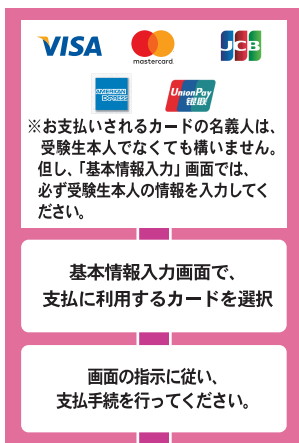 VISA
mastercard
JCB
AMERICAN EXPRESS
UnionPay
银联
※お支払いされるカードの名義人は、
受験生本人でなくても構いません。
但し、「基本情報入力」画面では、
必ず受験生本人の情報を入力してく
ださい。
基本情報入力画面で、
支払に利用するカードを選択
画面の指示に従い、
支払手続を行ってください。